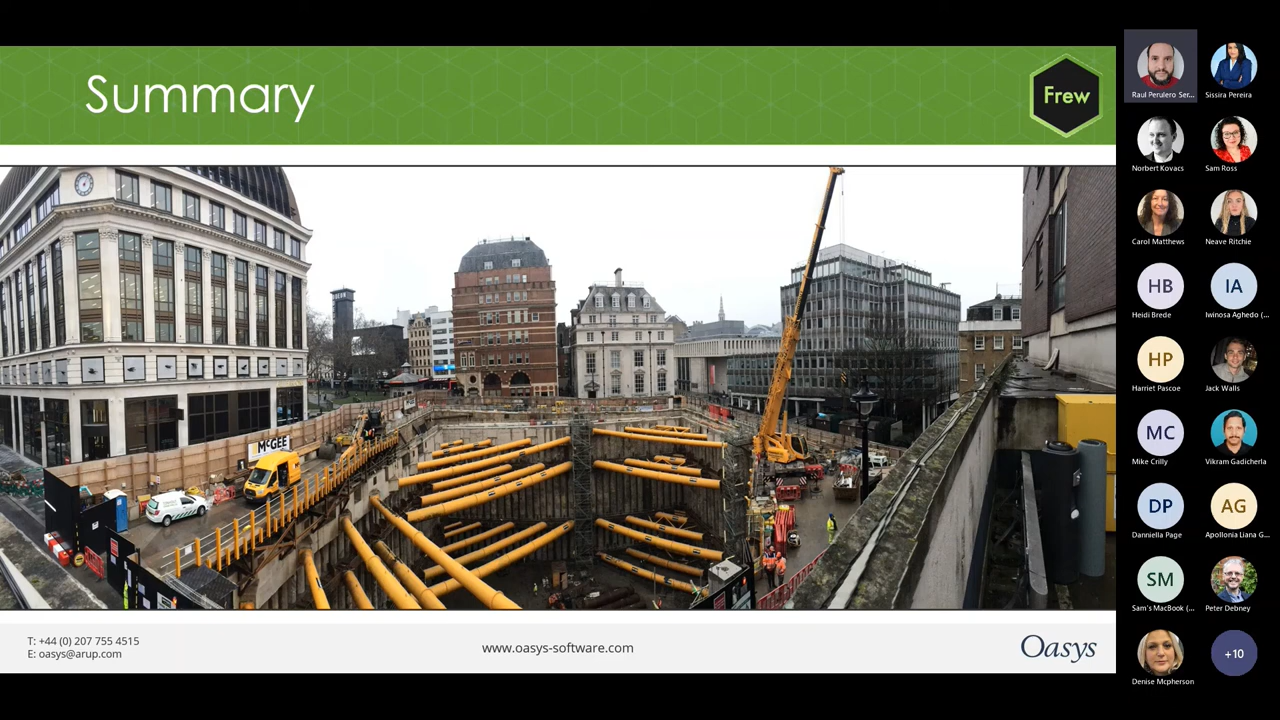 Summary
Frew
McGEE
T: +44 (0) 207 755 4515
E: oasys@arup.com
www.oasys-software.com
Oasys
Raul Perulero Ser...
Sissira Pereira
Norbert Kovacs
Sam Ross
Carol Matthews
Neave Ritchie
HB
IA
Heidi Brede
Iwinosa Aghedo (...
HP
Harriet Pascoe
Jack Walls
MC
Mike Crilly
Vikram Gadicherla
DP
AG
Danniella Page
Apollonia Liana G...
SM
Sam's MacBook (...
Peter Debney
Denise Mcpherson
+10